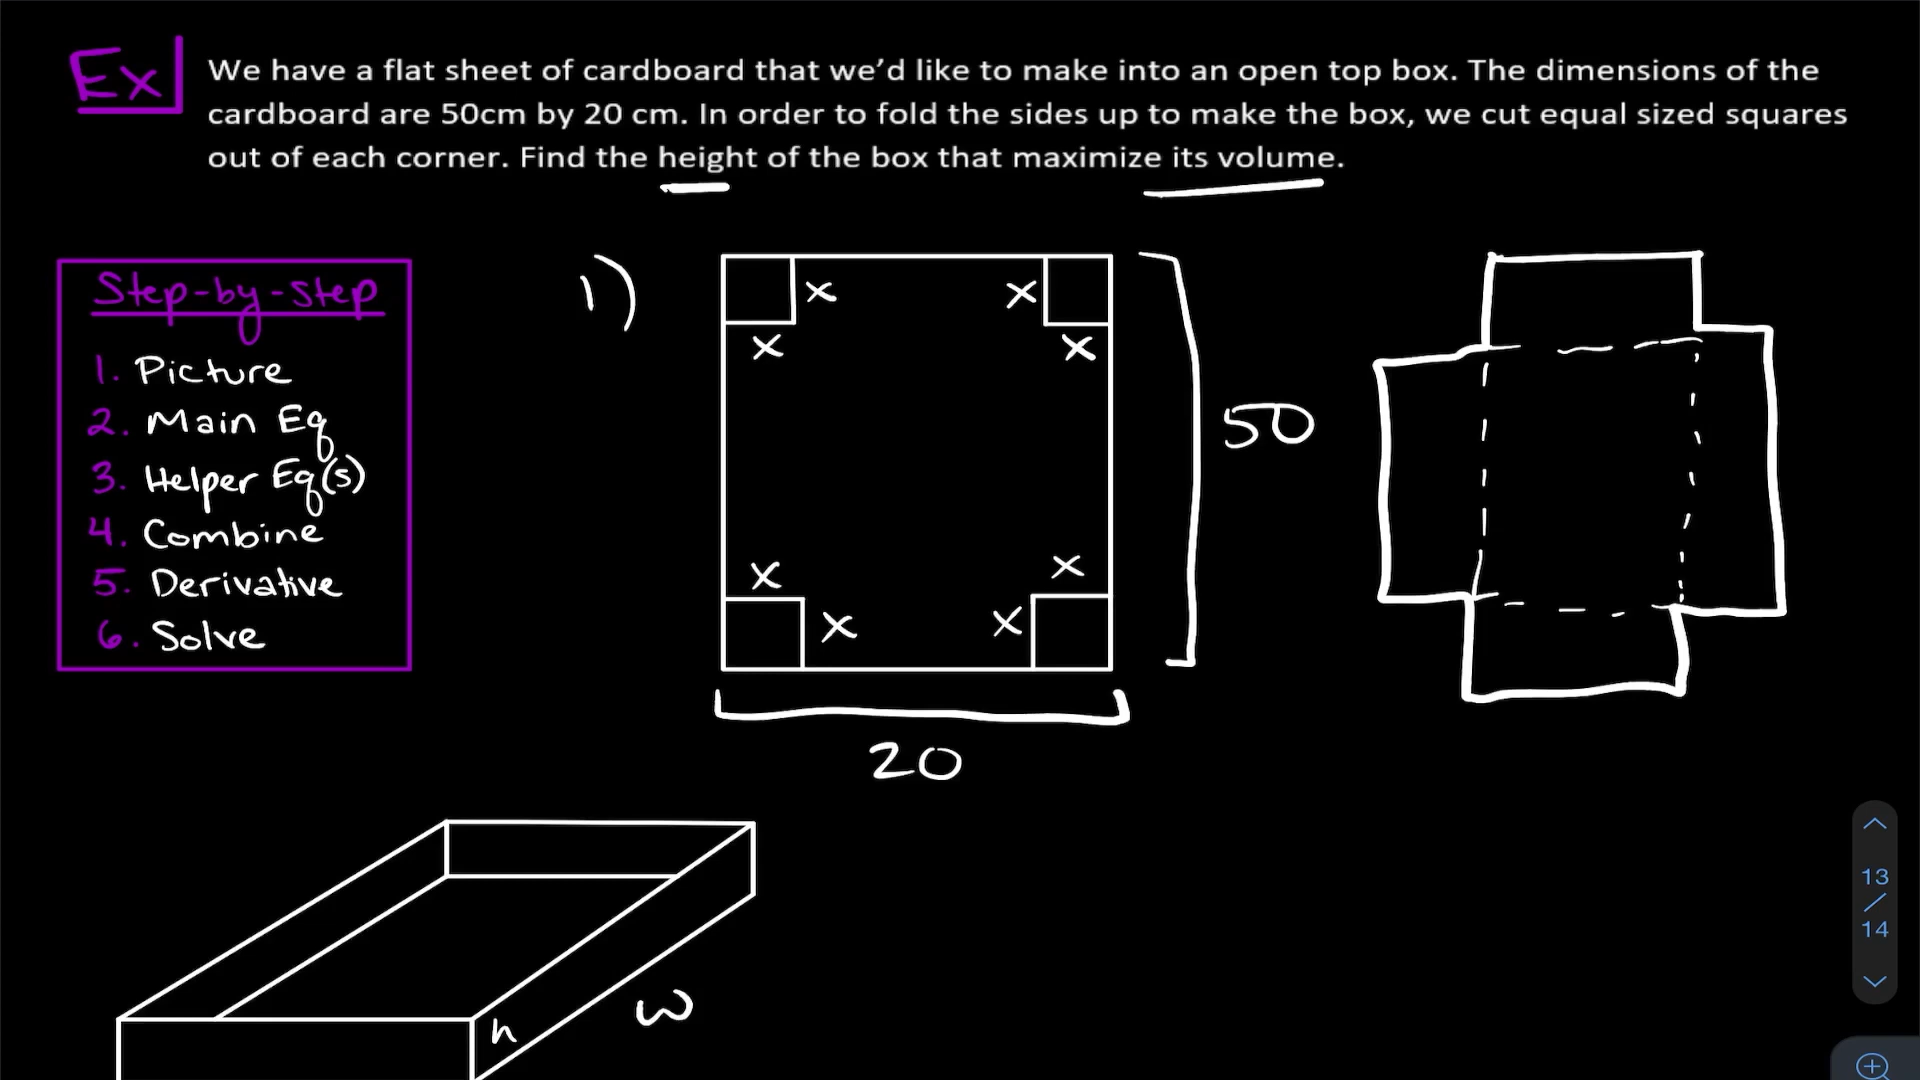 Ex
We have a flat sheet of cardboard that we’d like to make into an open top box. The dimensions of the
cardboard are 50cm by 20 cm. In order to fold the sides up to make the box, we cut equal sized squares
out of each corner. Find the height of the box that maximize its volume.
Step-by-step
1. Picture
2. Main Eq
3. Helper Eq(s)
4. Combine
5. Derivative
6. Solve
1)
x x
x x
50
x x
x x
20
h
w
13
/
14